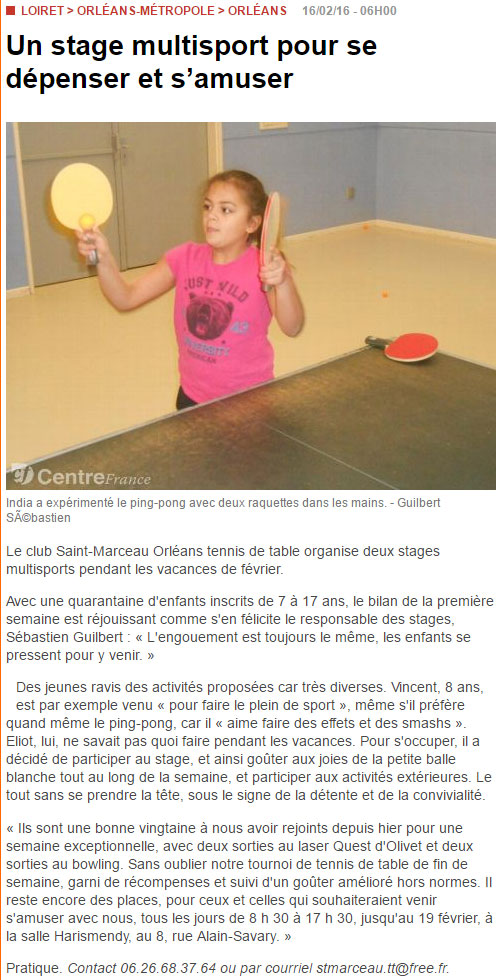 LOIRET > ORLÉANS-MÉTROPOLE > ORLÉANS 16/02/16 - 06H00
Un stage multisport pour se
dépenser et s’amuser
JUST WILD
42
AMERICAN
CentreFrance
India a expérimenté le ping-pong avec deux raquettes dans les mains. - Guilbert
SÃ©bastien
Le club Saint-Marceau Orléans tennis de table organise deux stages
multisports pendant les vacances de février.
Avec une quarantaine d'enfants inscrits de 7 à 17 ans, le bilan de la première
semaine est réjouissant comme s'en félicite le responsable des stages,
Sébastien Guilbert : « L'engouement est toujours le même, les enfants se
pressent pour y venir. »
Des jeunes ravis des activités proposées car très diverses. Vincent, 8 ans,
est par exemple venu « pour faire le plein de sport », même s'il préfère
quand même le ping-pong, car il « aime faire des effets et des smashs ».
Eliot, lui, ne savait pas quoi faire pendant les vacances. Pour s'occuper, il a
décidé de participer au stage, et ainsi goûter aux joies de la petite balle
blanche tout au long de la semaine, et participer aux activités extérieures. Le
tout sans se prendre la tête, sous le signe de la détente et de la convivialité.
« Ils sont une bonne vingtaine à nous avoir rejoints depuis hier pour une
semaine exceptionnelle, avec deux sorties au laser Quest d'Olivet et deux
sorties au bowling. Sans oublier notre tournoi de tennis de table de fin de
semaine, garni de récompenses et suivi d'un goûter amélioré hors normes. Il
reste encore des places, pour ceux et celles qui souhaiteraient venir
s'amuser avec nous, tous les jours de 8 h 30 à 17 h 30, jusqu'au 19 février, à
la salle Harismendy, au 8, rue Alain-Savary. »
Pratique. Contact 06.26.68.37.64 ou par courriel stmarceau.tt@free.fr.